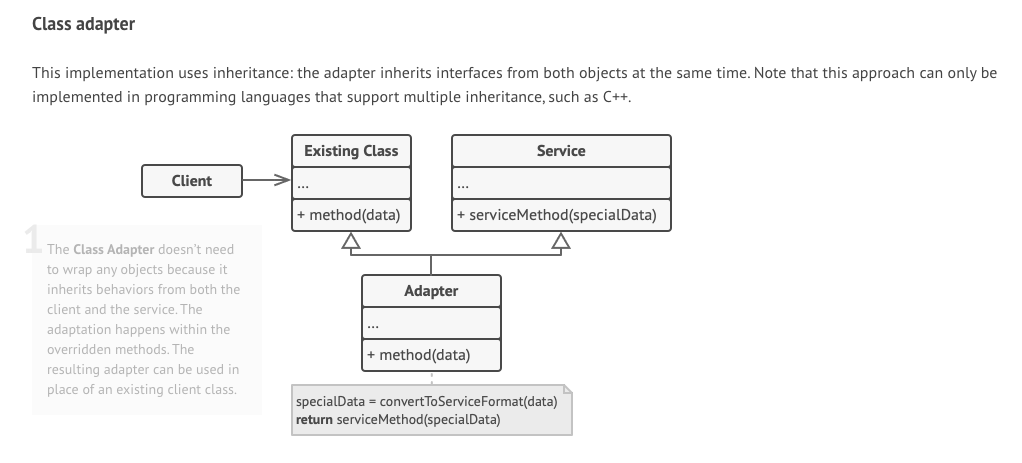 Class adapter
This implementation uses inheritance: the adapter inherits interfaces from both objects at the same time. Note that this approach can only be
implemented in programming languages that support multiple inheritance, such as C++.
Existing Class
Service
Client
...
...
+ method(data)
+ serviceMethod(specialData)
1
The Class Adapter doesn't need
to wrap any objects because it
inherits behaviors from both the
client and the service. The
adaptation happens within the
overridden methods. The
resulting adapter can be used in
place of an existing client class.
Adapter
...
+ method(data)
specialData = convertToServiceFormat(data)
return serviceMethod(specialData)